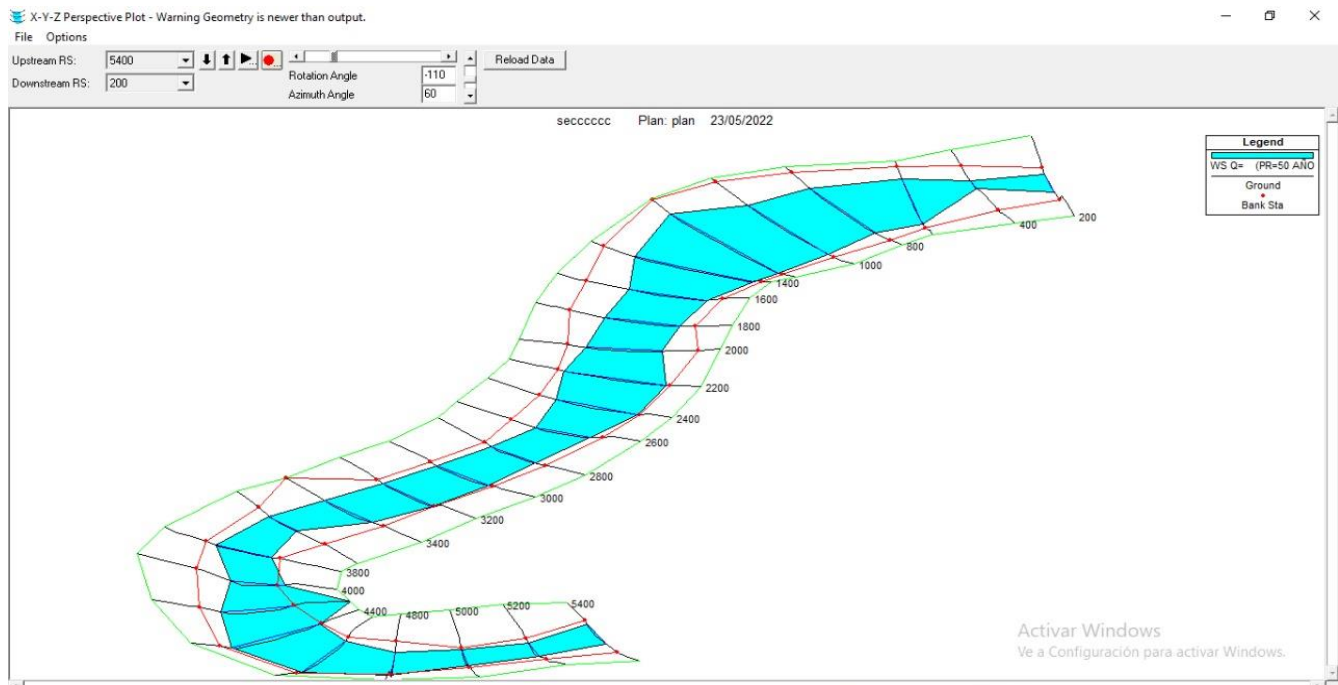 X-Y-Z Perspective Plot - Warning Geometry is newer than output.
File Options
Upstream RS: 5400
Downstream RS: 200
Rotation Angle -110
Azimuth Angle 60
Reload Data
secccccc Plan: plan 23/05/2022
Legend
WS Q= (PR=50 AÑO
Ground
Bank Sta
200
400
800
1000
1400
1600
1800
2000
2200
2400
2600
2800
3000
3200
3400
3800
4000
4400
4800
5000
5200
5400
Activar Windows
Ve a Configuración para activar Windows.